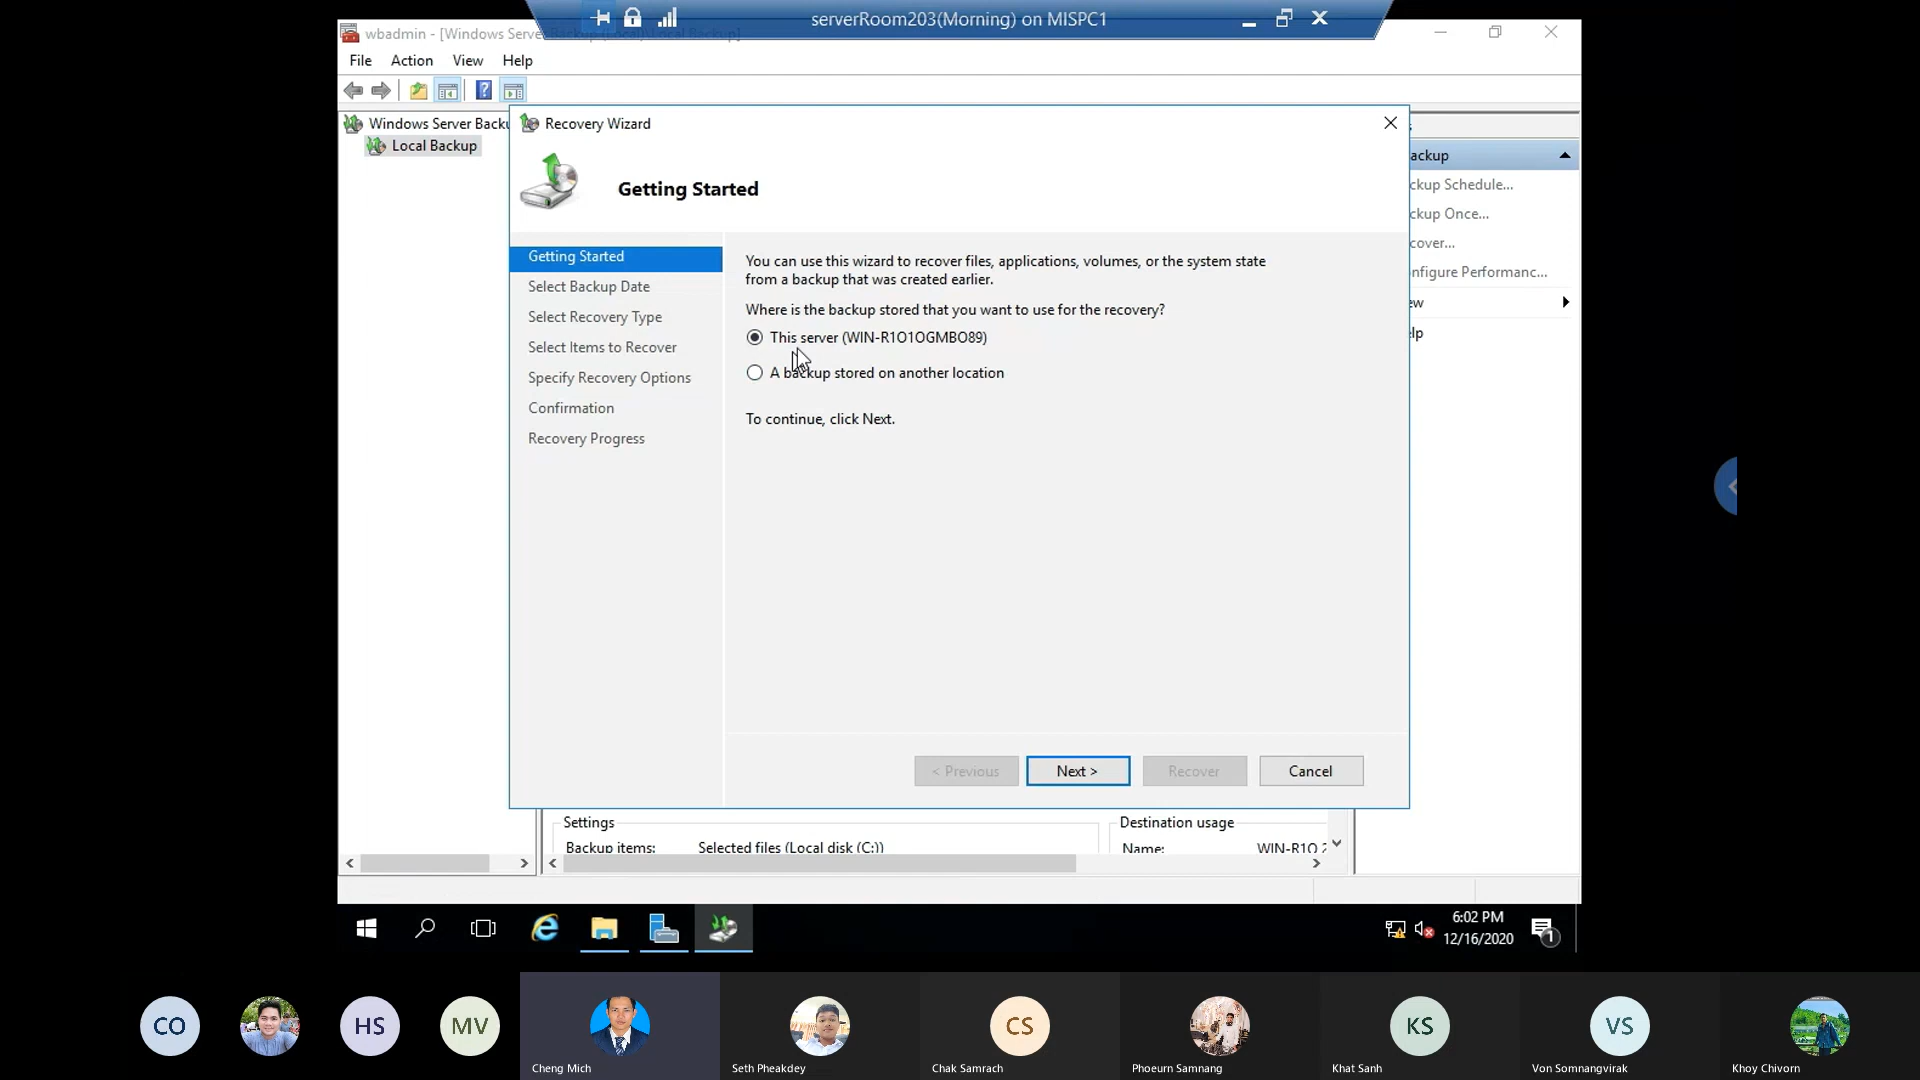 serverRoom203(Morning) on MISPC1
wbadmin - [Windows Serve
File Action View Help
Windows Server Backu
Local Backup
Recovery Wizard
Getting Started
Getting Started
Select Backup Date
Select Recovery Type
Select Items to Recover
Specify Recovery Options
Confirmation
Recovery Progress
You can use this wizard to recover files, applications, volumes, or the system state
from a backup that was created earlier.
Where is the backup stored that you want to use for the recovery?
This server (WIN-R1O1OGMBO89)
A backup stored on another location
To continue, click Next.
< Previous Next > Recover Cancel
s
ackup
ckup Schedule...
ckup Once...
cover...
nfigure Performanc...
ew
lp
Settings
Backup items: Selected files (Local disk (C:))
Destination usage
Name: WIN-R1O 2
6:02 PM
12/16/2020
1
CO
HS
MV
Cheng Mich
Seth Pheakdey
CS
Chak Samrach
Phoeurn Samnang
KS
Khat Sanh
VS
Von Somnangvirak
Khoy Chivorn